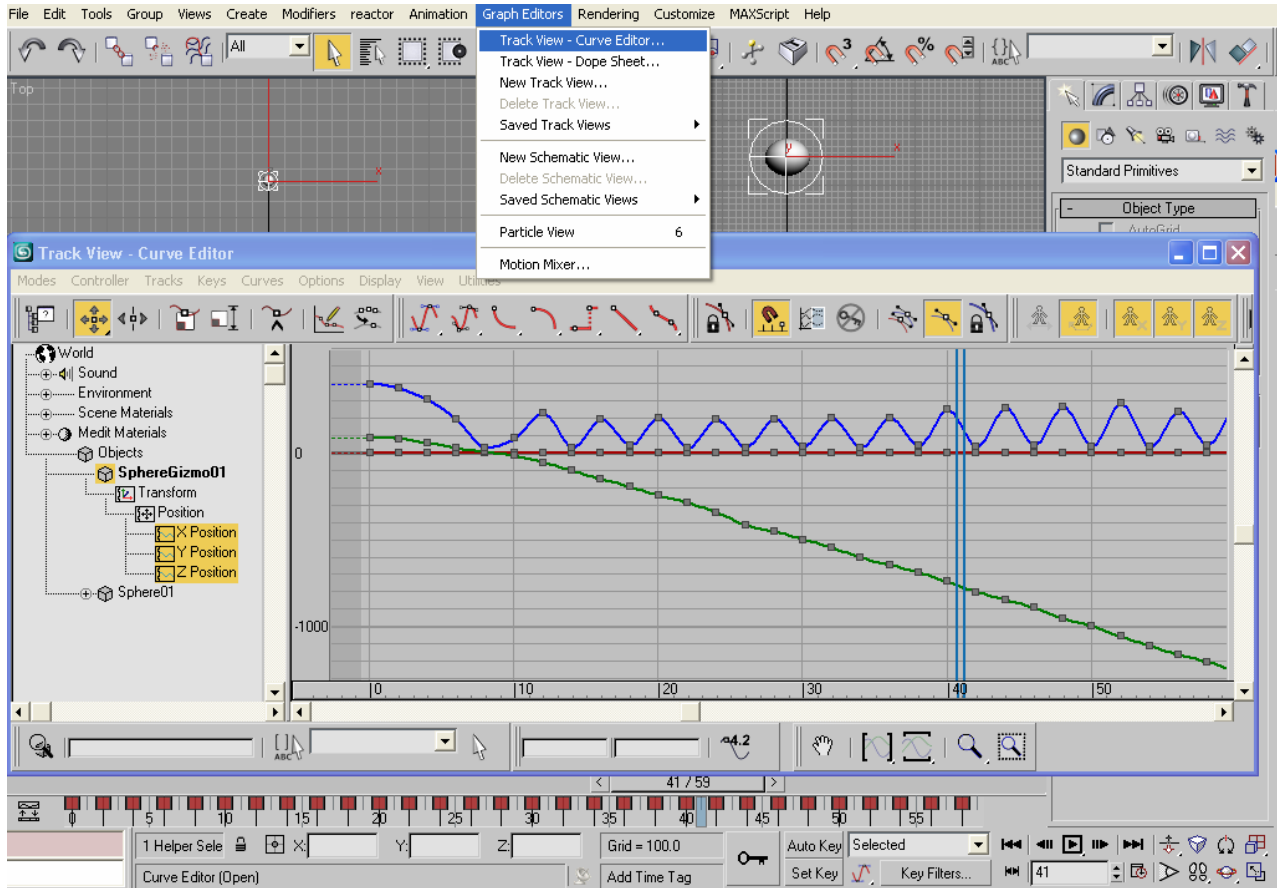 File Edit Tools Group Views Create Modifiers reactor Animation Graph Editors Rendering Customize MAXScript Help
All
3
%
ABC
Track View - Curve Editor...
Track View - Dope Sheet...
New Track View...
Delete Track View...
Saved Track Views
New Schematic View...
Delete Schematic View...
Saved Schematic Views
Particle View 6
Motion Mixer...
Top
x
y
x
Standard Primitives
- Object Type
AutoGrid
Track View - Curve Editor
Modes Controller Tracks Keys Curves Options Display View Utilities
World
Sound
Environment
Scene Materials
Medit Materials
Objects
SphereGizmo01
Transform
Position
X Position
Y Position
Z Position
Sphere01
0
-1000
0 10 20 30 40 50
ABC
4.2
< 41 / 59 >
0 5 10 15 20 25 30 35 40 45 50 55
1 Helper Sele X: Y: Z: Grid = 100.0 Auto Key Selected
Curve Editor (Open) Add Time Tag Set Key Key Filters... 41